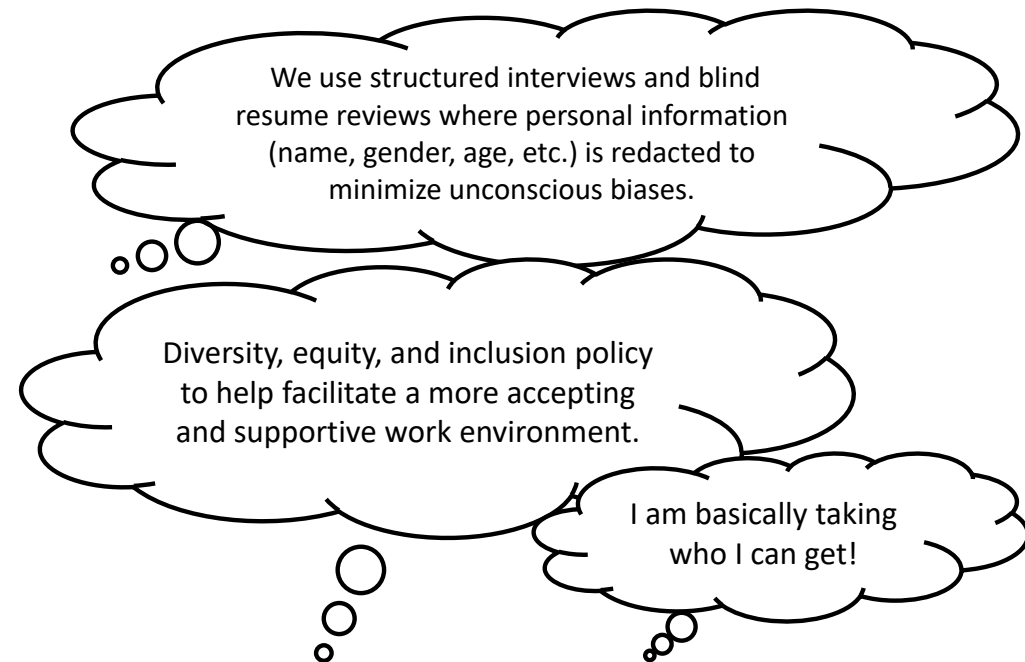 We use structured interviews and blind
resume reviews where personal information
(name, gender, age, etc.) is redacted to
minimize unconscious biases.
Diversity, equity, and inclusion policy
to help facilitate a more accepting
and supportive work environment.
I am basically taking
who I can get!